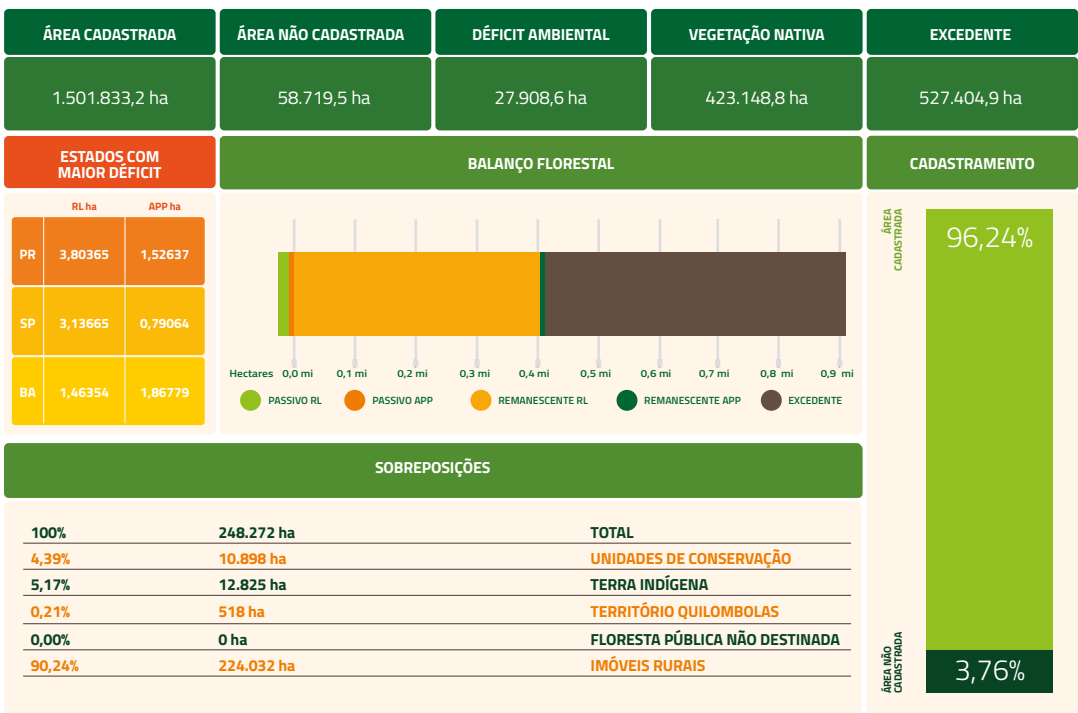 ÁREA CADASTRADA
ÁREA NÃO CADASTRADA
DÉFICIT AMBIENTAL
VEGETAÇÃO NATIVA
EXCEDENTE
1.501.833,2 ha
58.719,5 ha
27.908,6 ha
423.148,8 ha
527.404,9 ha
ESTADOS COM
MAIOR DÉFICIT
BALANÇO FLORESTAL
CADASTRAMENTO
RL ha APP ha
PR 3,80365 1,52637
SP 3,13665 0,79064
BA 1,46354 1,86779
Hectares 0,0 mi 0,1 mi 0,2 mi 0,3 mi 0,4 mi 0,5 mi 0,6 mi 0,7 mi 0,8 mi 0,9 mi
PASSIVO RL PASSIVO APP REMANESCENTE RL REMANESCENTE APP EXCEDENTE
ÁREA
CADASTRADA
96,24%
ÁREA NÃO
CADASTRADA
3,76%
SOBREPOSIÇÕES
100% 248.272 ha TOTAL
4,39% 10.898 ha UNIDADES DE CONSERVAÇÃO
5,17% 12.825 ha TERRA INDÍGENA
0,21% 518 ha TERRITÓRIO QUILOMBOLAS
0,00% 0 ha FLORESTA PÚBLICA NÃO DESTINADA
90,24% 224.032 ha IMÓVEIS RURAIS